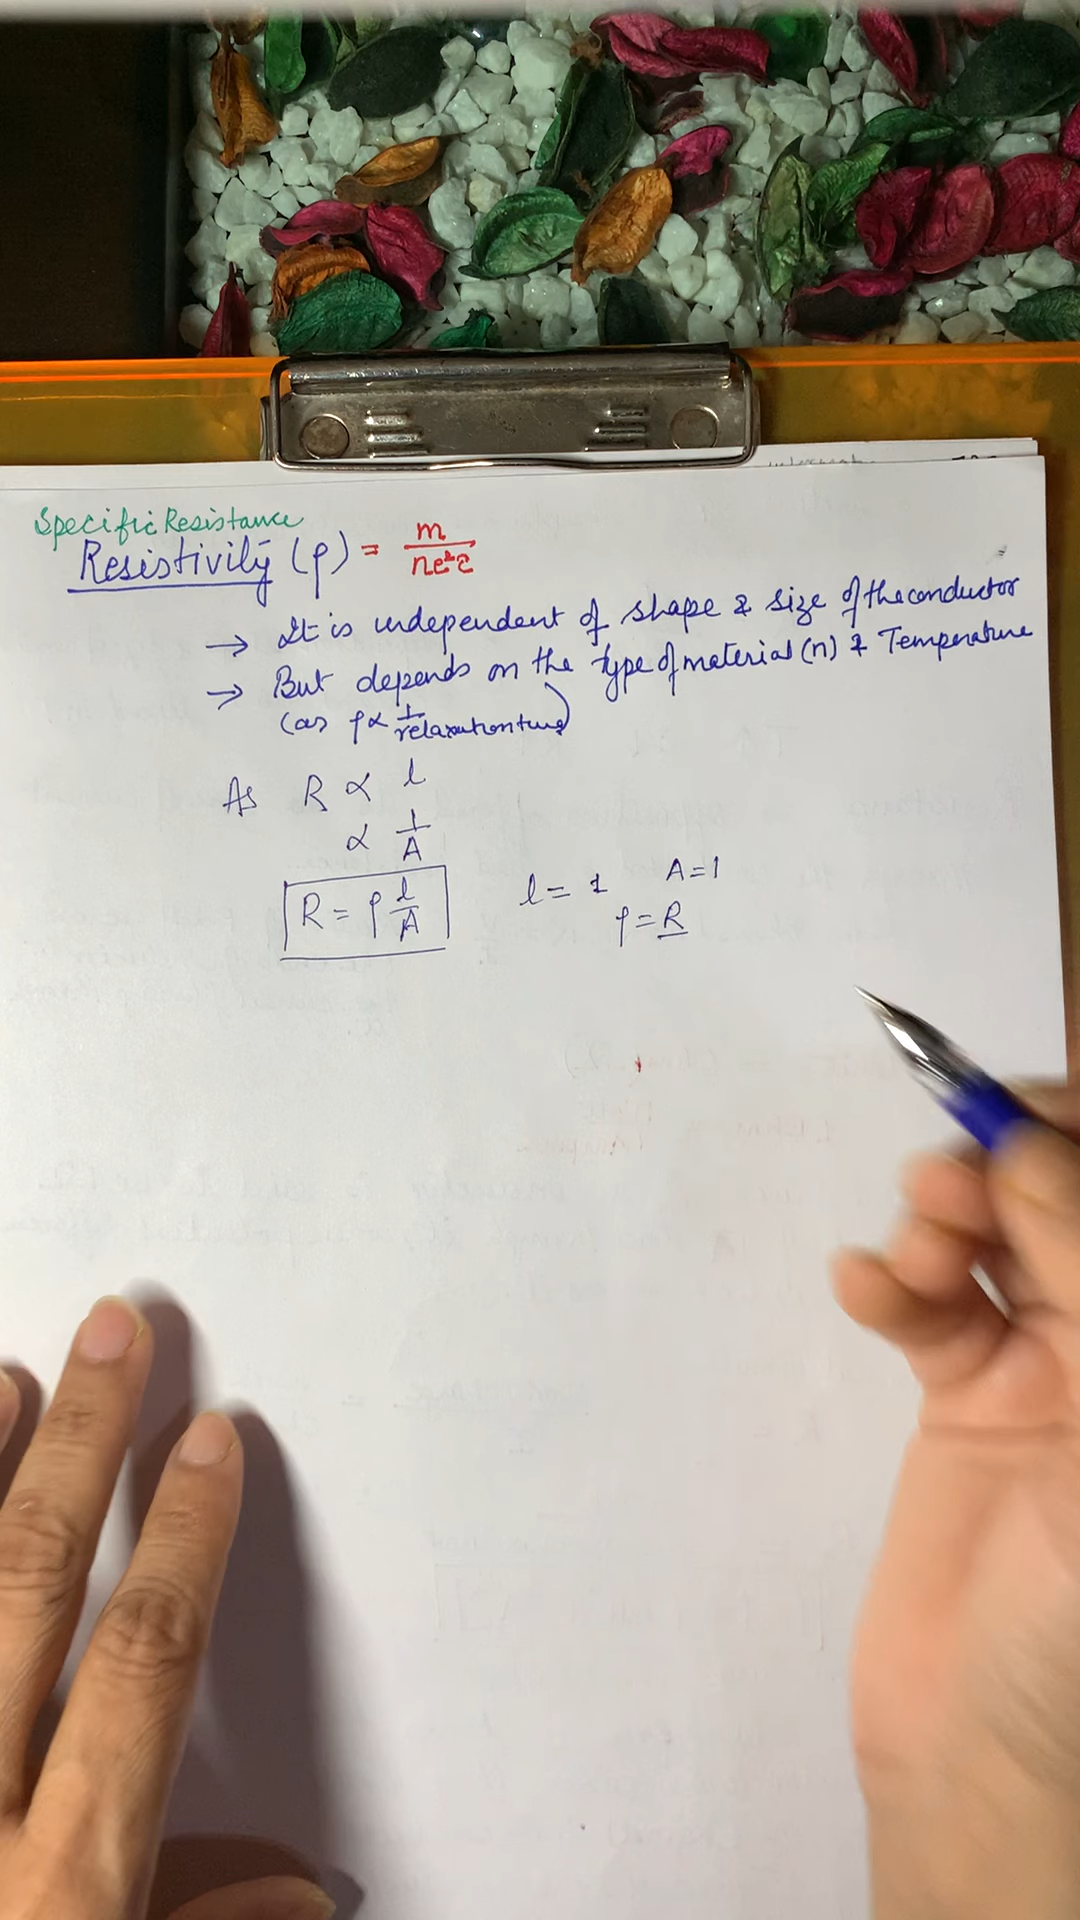 Specific Resistance
Resistivity (ρ) = m/ne²τ
→ It is independent of shape & size of the conductor
→ But depends on the type of material (n) & Temperature
(as ρ ∝ 1/relaxation time)
As R ∝ l
∝ 1/A
R = ρ l/A
l = 1 A = 1
ρ = R